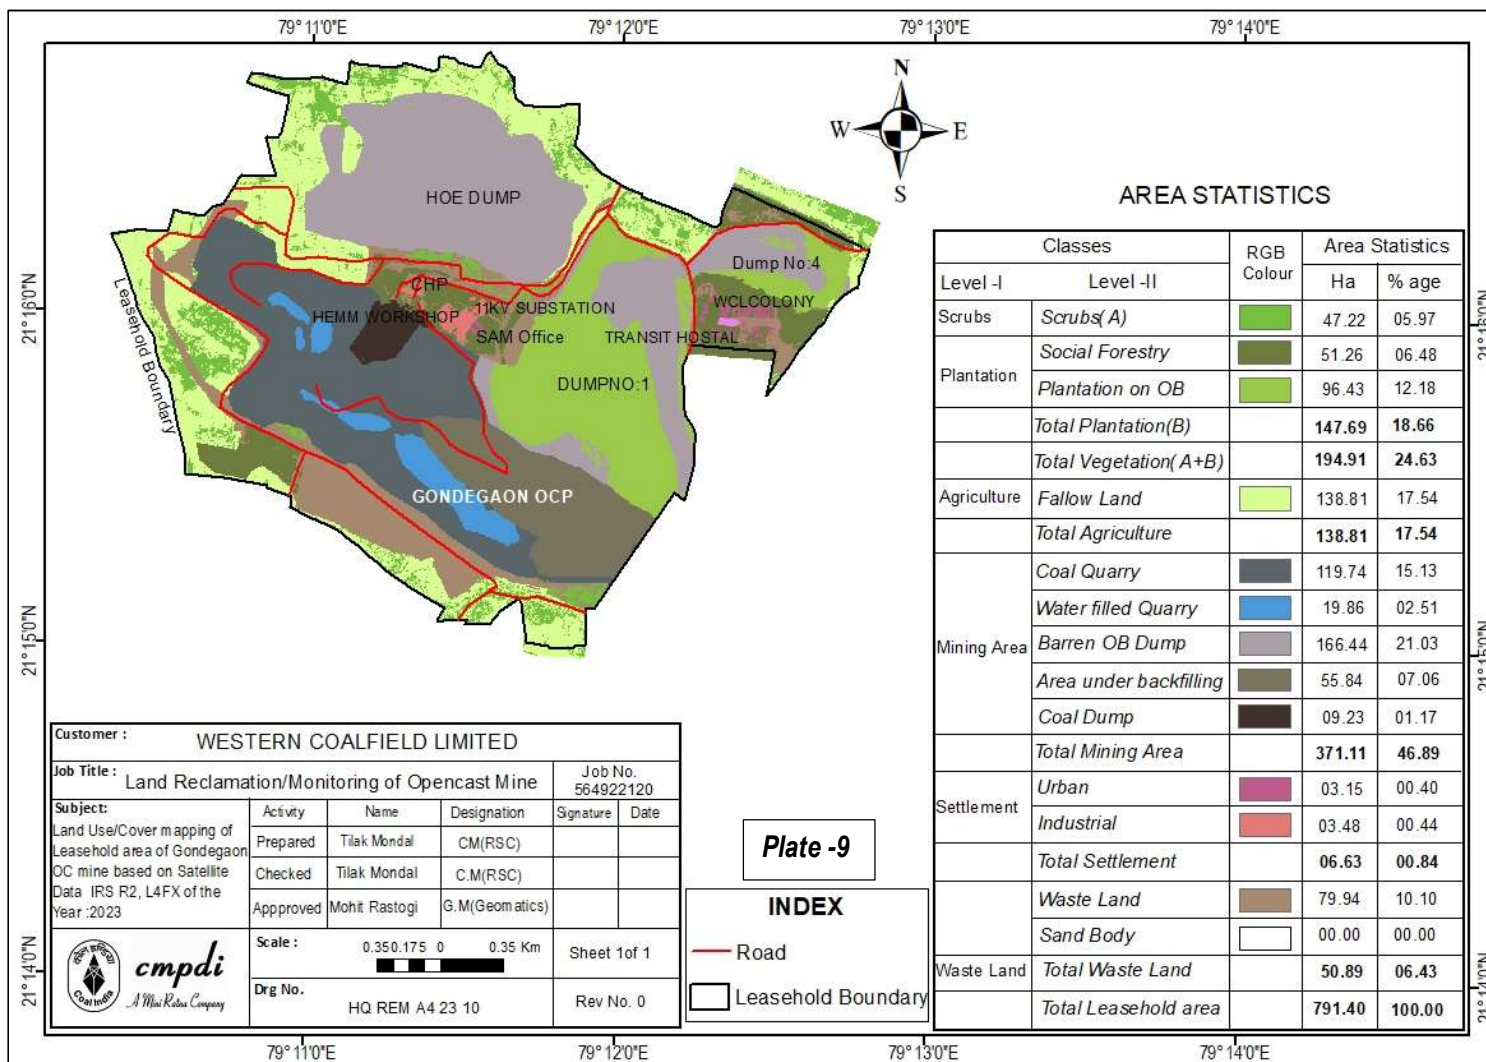 79°11'0"E 79°12'0"E 79°13'0"E 79°14'0"E
21°16'0"N
21°15'0"N
21°14'0"N
N
W E
S
HOE DUMP
Dump No:4
CHP
WCLCOLONY
11KV SUBSTATION
HEMM WORKSHOP
SAM Office
TRANSIT HOSTAL
DUMPNO:1
Leasehold Boundary
GONDEGAON OCP
AREA STATISTICS
Classes RGB Colour Area Statistics
Level -I Level -II Ha % age
Scrubs Scrubs(A) 47.22 05.97
Plantation Social Forestry 51.26 06.48
Plantation on OB 96.43 12.18
Total Plantation(B) 147.69 18.66
Total Vegetation(A+B) 194.91 24.63
Agriculture Fallow Land 138.81 17.54
Total Agriculture 138.81 17.54
Mining Area Coal Quarry 119.74 15.13
Water filled Quarry 19.86 02.51
Barren OB Dump 166.44 21.03
Area under backfilling 55.84 07.06
Coal Dump 09.23 01.17
Total Mining Area 371.11 46.89
Settlement Urban 03.15 00.40
Industrial 03.48 00.44
Total Settlement 06.63 00.84
Waste Land 79.94 10.10
Sand Body 00.00 00.00
Waste Land Total Waste Land 50.89 06.43
Total Leasehold area 791.40 100.00
21°16'0"N
21°15'0"N
21°14'0"N
Customer : WESTERN COALFIELD LIMITED
Job Title : Land Reclamation/Monitoring of Opencast Mine
Job No.
564922120
Subject:
Land Use/Cover mapping of
Leasehold area of Gondegaon
OC mine based on Satellite
Data IRS R2, L4FX of the
Year :2023
Activity Name Designation Signature Date
Prepared Tilak Mondal CM(RSC)
Checked Tilak Mondal C.M(RSC)
Appproved Mohit Rastogi G.M(Geomatics)
Scale : 0.350.175 0 0.35 Km
Sheet 1of 1
Drg No.
HQ REM A4 23 10
Rev No. 0
Coal India
cmpdi
A Mini Ratna Company
Plate -9
INDEX
Road
Leasehold Boundary
79°11'0"E 79°12'0"E 79°13'0"E 79°14'0"E